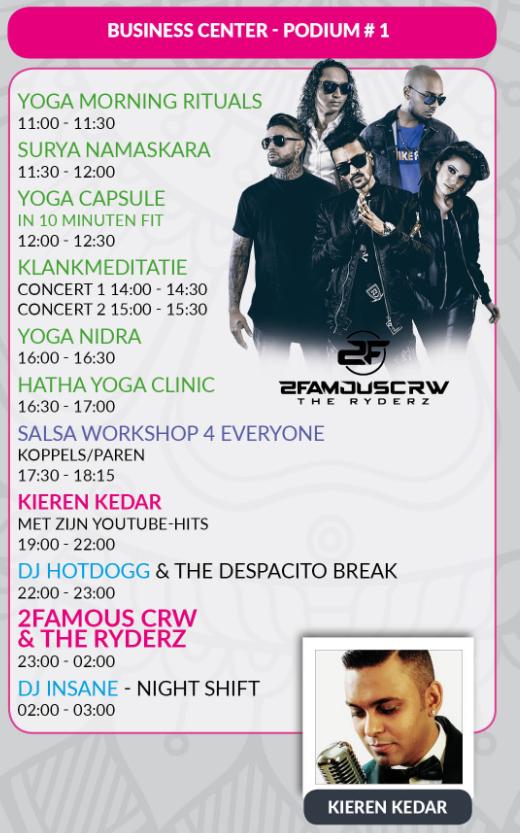 BUSINESS CENTER - PODIUM # 1
YOGA MORNING RITUALS
11:00 - 11:30
SURYA NAMASKARA
11:30 - 12:00
YOGA CAPSULE
IN 10 MINUTEN FIT
12:00 - 12:30
KLANKMEDITATIE
CONCERT 1 14:00 - 14:30
CONCERT 2 15:00 - 15:30
YOGA NIDRA
16:00 - 16:30
HATHA YOGA CLINIC
16:30 - 17:00
SALSA WORKSHOP 4 EVERYONE
KOPPELS/PAREN
17:30 - 18:15
KIEREN KEDAR
MET ZIJN YOUTUBE-HITS
19:00 - 22:00
DJ HOTDOGG & THE DESPACITO BREAK
22:00 - 23:00
2FAMOUS CRW
& THE RYDERZ
23:00 - 02:00
DJ INSANE - NIGHT SHIFT
02:00 - 03:00
2F
2FAMOUSCRW
THE RYDERZ
KIEREN KEDAR